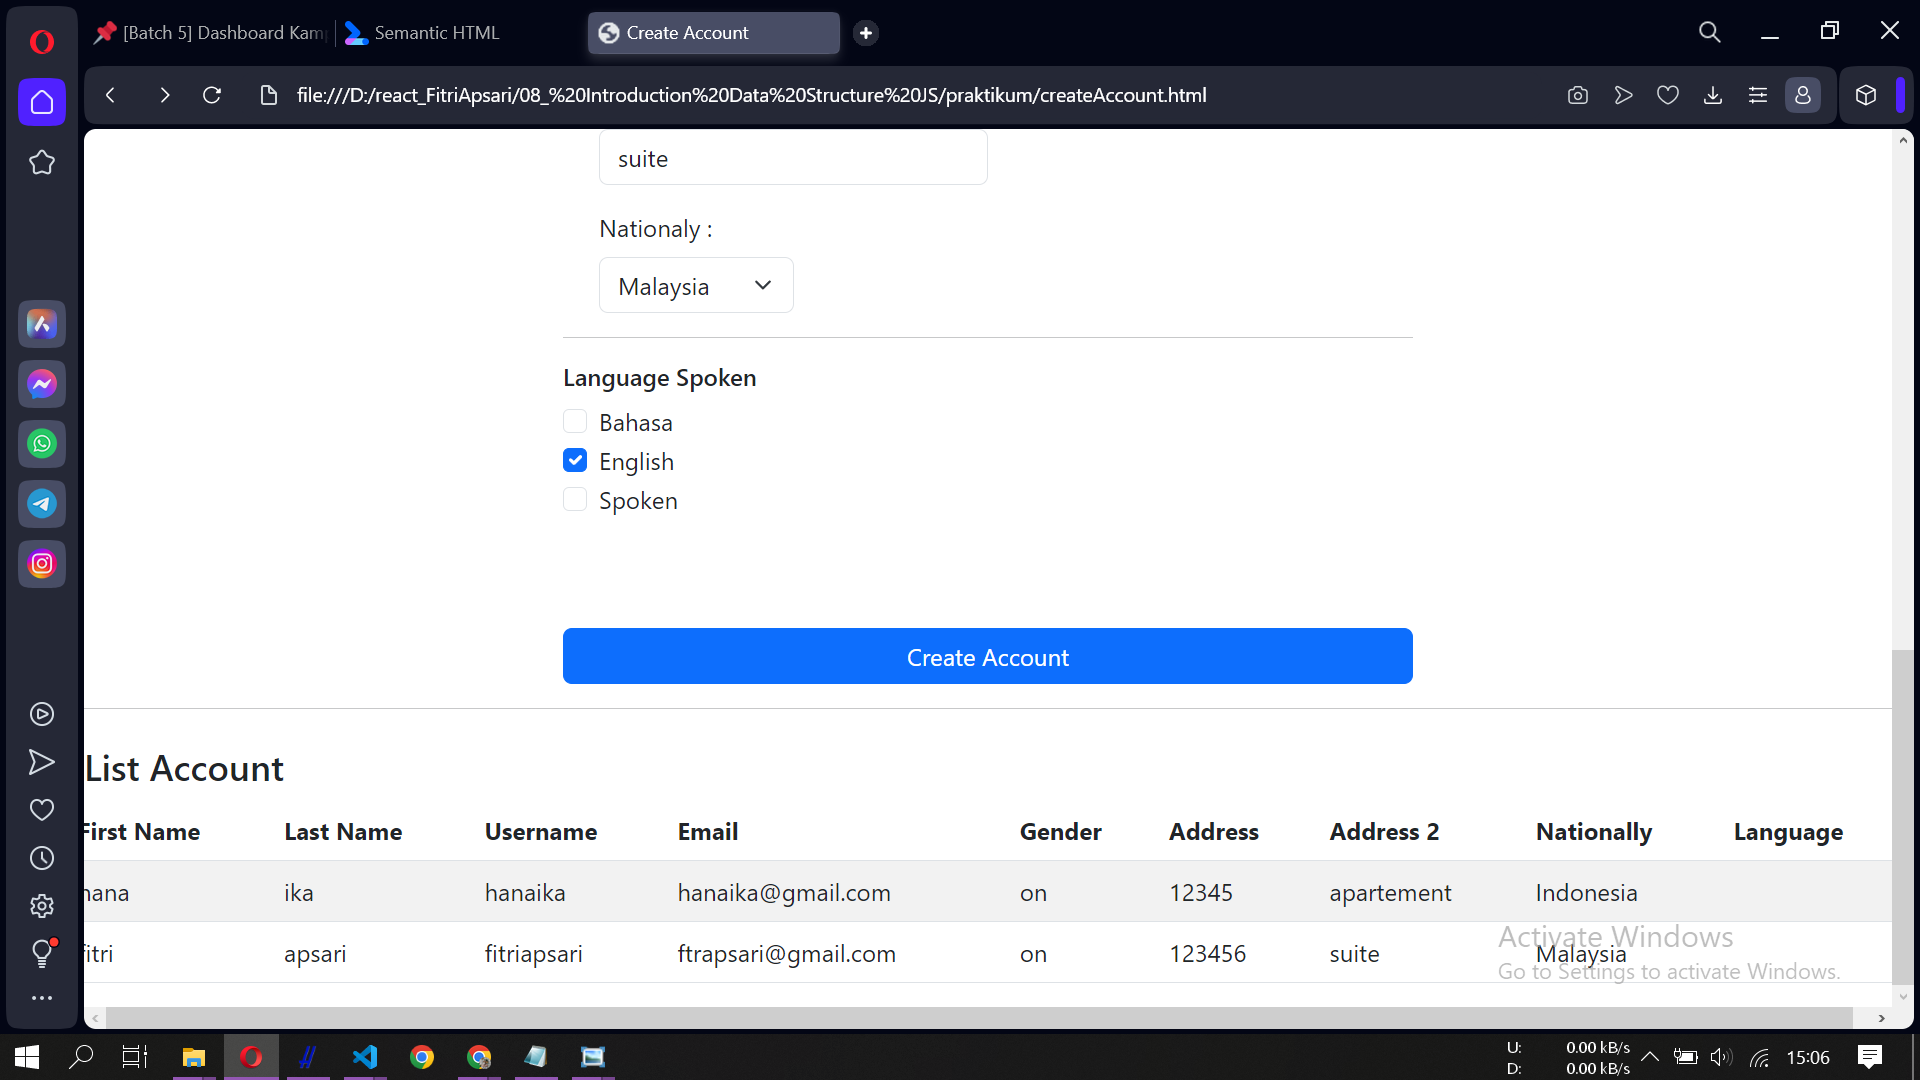 [Batch 5] Dashboard Kam
Semantic HTML
Create Account
file:///D:/react_FitriApsari/08_%20Introduction%20Data%20Structure%20JS/praktikum/createAccount.html
suite
Nationaly :
Malaysia
Language Spoken
Bahasa
English
Spoken
Create Account
List Account
First Name Last Name Username Email Gender Address Address 2 Nationally Language
hana ika hanaika hanaika@gmail.com on 12345 apartement Indonesia
fitri apsari fitriapsari ftrapsari@gmail.com on 123456 suite Malaysia
Activate Windows
Go to Settings to activate Windows.
U: 0.00 kB/s
D: 0.00 kB/s
15:06